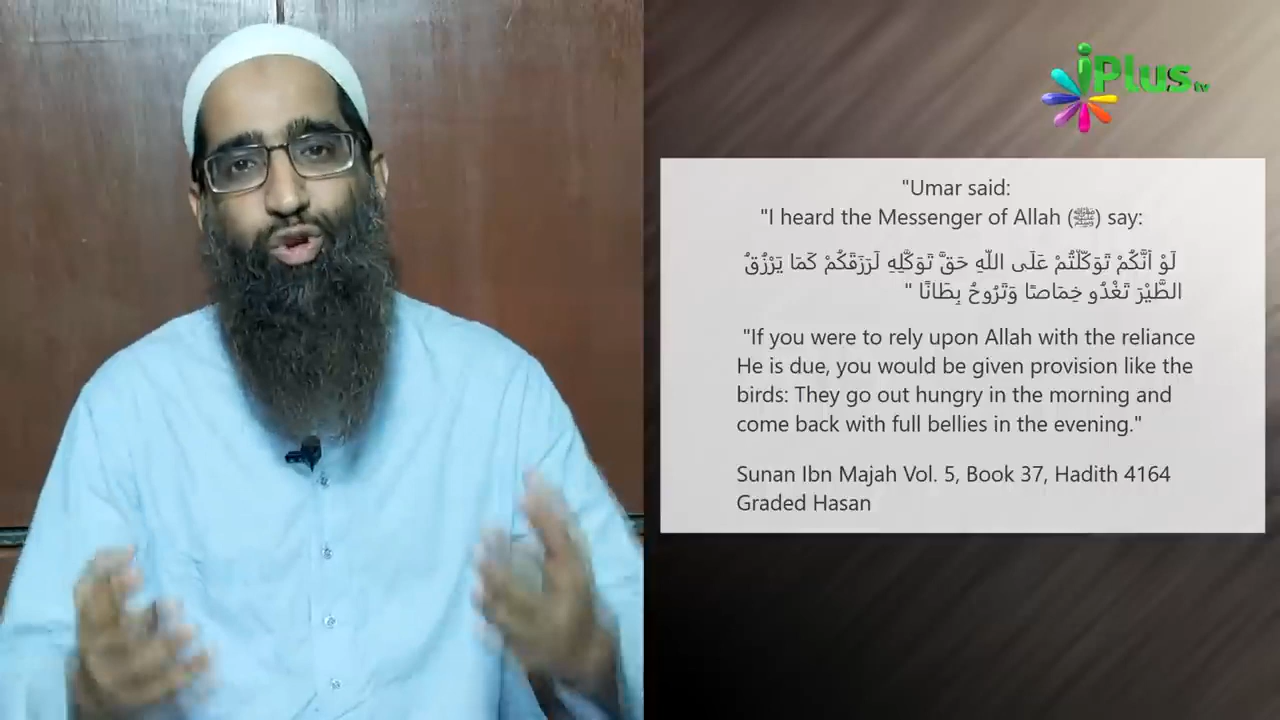 iPlus tv
"Umar said:
"I heard the Messenger of Allah (ﷺ) say:
لَوْ أَنَّكُمْ تَوَكَّلْتُمْ عَلَى اللَّهِ حَقَّ تَوَكُّلِهِ لَرَزَقَكُمْ كَمَا يَرْزُقُ
الطَّيْرَ تَغْدُو خِمَاصًا وَتَرُوحُ بِطَانًا "
"If you were to rely upon Allah with the reliance
He is due, you would be given provision like the
birds: They go out hungry in the morning and
come back with full bellies in the evening."
Sunan Ibn Majah Vol. 5, Book 37, Hadith 4164
Graded Hasan